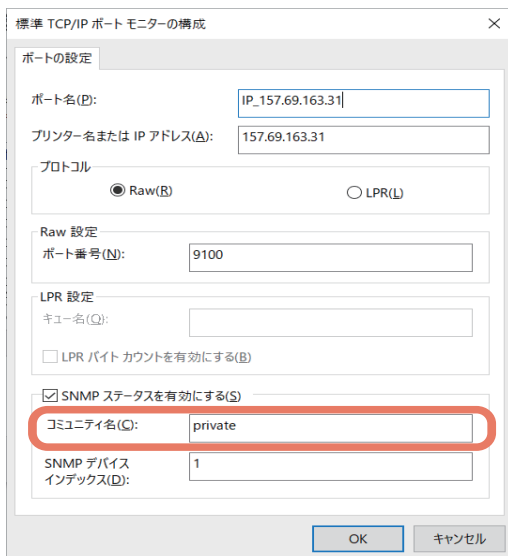 標準 TCP/IP ポート モニターの構成
ポートの設定
ポート名(P): IP_157.69.163.31
プリンター名または IP アドレス(A): 157.69.163.31
プロトコル
Raw(R) LPR(L)
Raw 設定
ポート番号(N): 9100
LPR 設定
キュー名(Q):
LPR バイト カウントを有効にする(B)
SNMP ステータスを有効にする(S)
コミュニティ名(C): private
SNMP デバイス 1
インデックス(D):
OK キャンセル